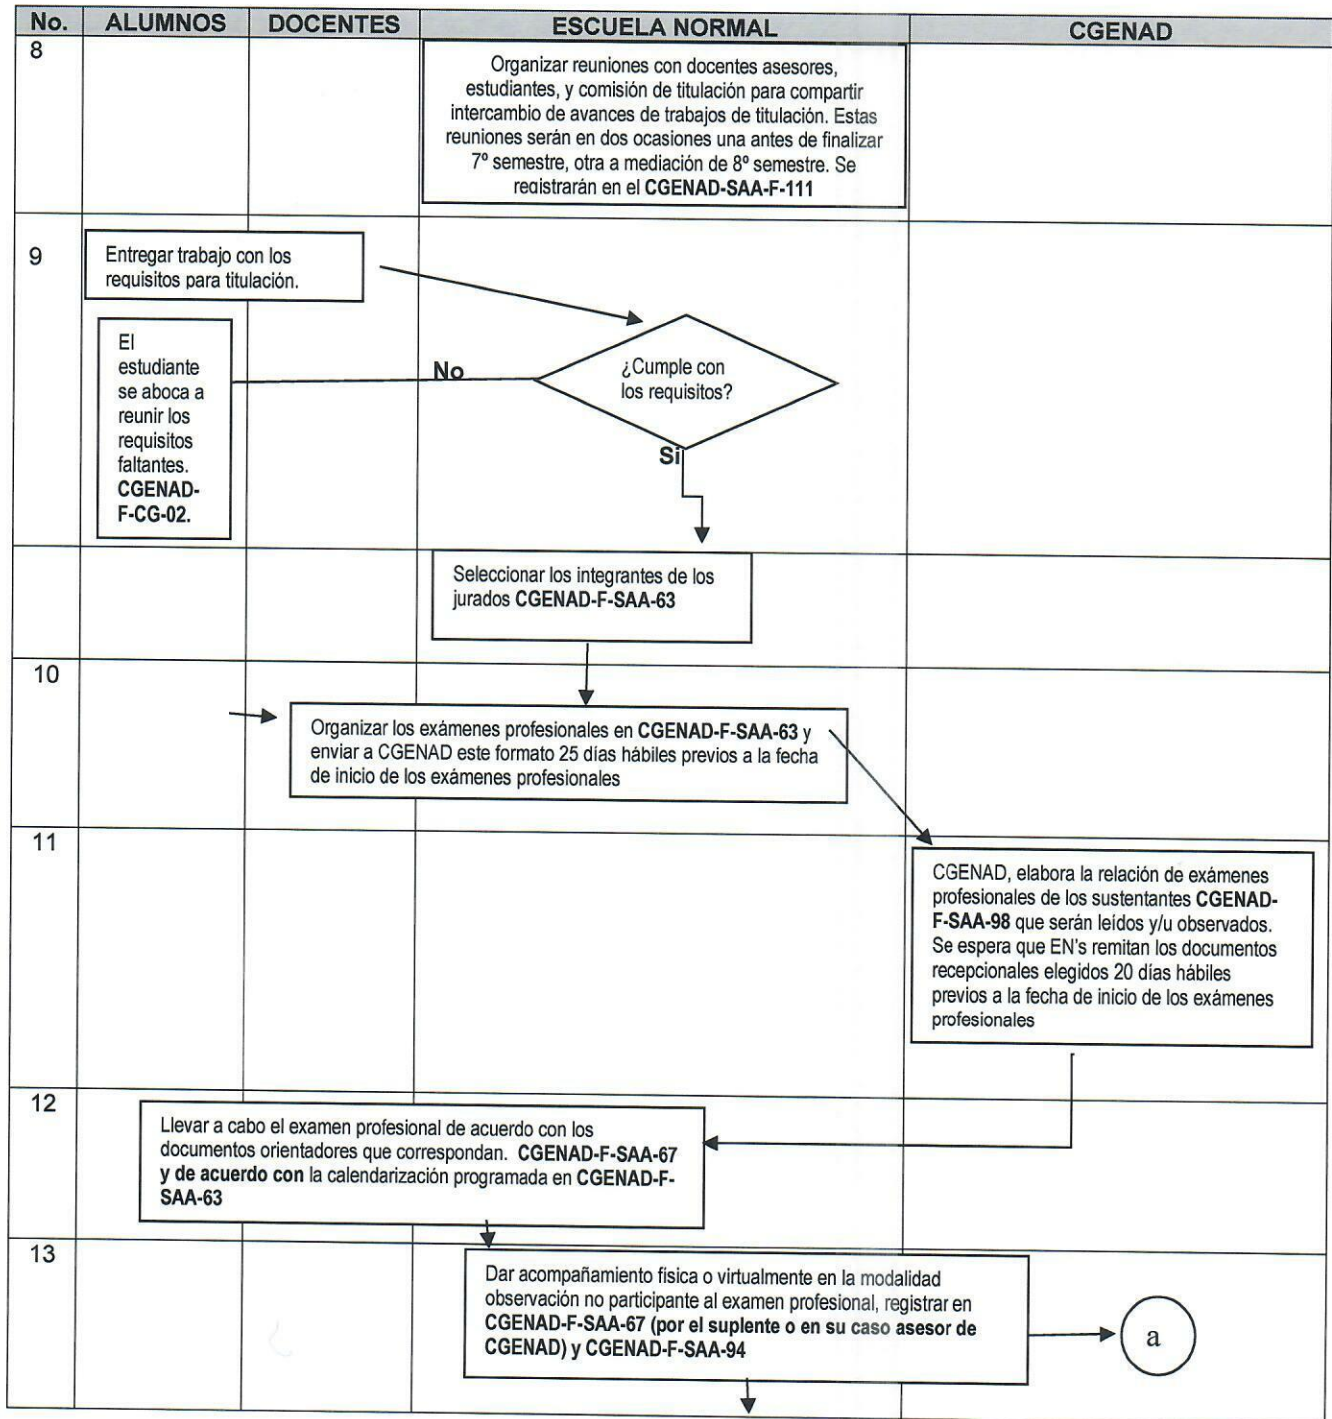 No. ALUMNOS DOCENTES ESCUELA NORMAL CGENAD
8
Organizar reuniones con docentes asesores,
estudiantes, y comisión de titulación para compartir
intercambio de avances de trabajos de titulación. Estas
reuniones serán en dos ocasiones una antes de finalizar
7º semestre, otra a mediación de 8º semestre. Se
registrarán en el CGENAD-SAA-F-111
9
Entregar trabajo con los
requisitos para titulación.
El
estudiante
se aboca a
reunir los
requisitos
faltantes.
CGENAD-
F-CG-02.
No
¿Cumple con
los requisitos?
Si
Seleccionar los integrantes de los
jurados CGENAD-F-SAA-63
10
Organizar los exámenes profesionales en CGENAD-F-SAA-63 y
enviar a CGENAD este formato 25 días hábiles previos a la fecha
de inicio de los exámenes profesionales
11
CGENAD, elabora la relación de exámenes
profesionales de los sustentantes CGENAD-
F-SAA-98 que serán leídos y/u observados.
Se espera que EN's remitan los documentos
recepcionales elegidos 20 días hábiles
previos a la fecha de inicio de los exámenes
profesionales
12
Llevar a cabo el examen profesional de acuerdo con los
documentos orientadores que correspondan. CGENAD-F-SAA-67
y de acuerdo con la calendarización programada en CGENAD-F-
SAA-63
13
Dar acompañamiento física o virtualmente en la modalidad
observación no participante al examen profesional, registrar en
CGENAD-F-SAA-67 (por el suplente o en su caso asesor de
CGENAD) y CGENAD-F-SAA-94
a